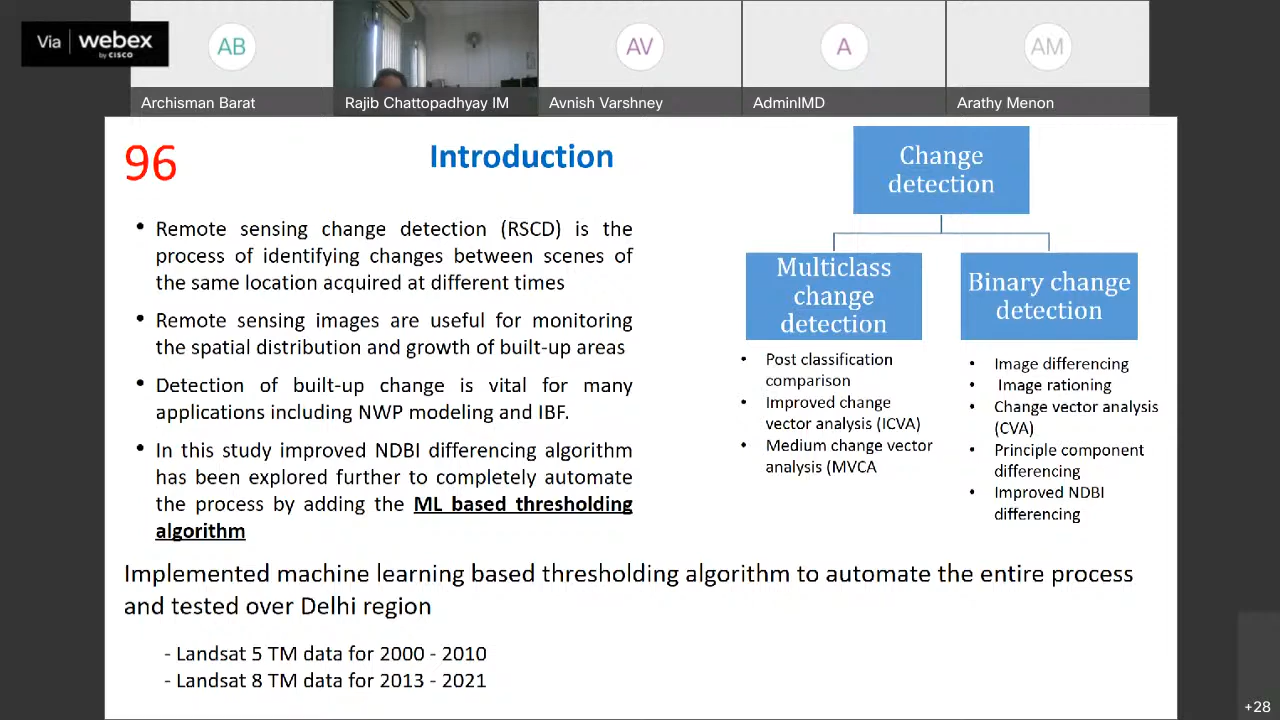 Via webex
by CISCO
AB
AV
A
AM
Archisman Barat
Rajib Chattopadhyay IM
Avnish Varshney
AdminIMD
Arathy Menon
96
Introduction
• Remote sensing change detection (RSCD) is the
process of identifying changes between scenes of
the same location acquired at different times
• Remote sensing images are useful for monitoring
the spatial distribution and growth of built-up areas
• Detection of built-up change is vital for many
applications including NWP modeling and IBF.
• In this study improved NDBI differencing algorithm
has been explored further to completely automate
the process by adding the ML based thresholding
algorithm
Change
detection
Multiclass
change
detection
• Post classification
comparison
• Improved change
vector analysis (ICVA)
• Medium change vector
analysis (MVCA
Binary change
detection
• Image differencing
• Image rationing
• Change vector analysis
(CVA)
• Principle component
differencing
• Improved NDBI
differencing
Implemented machine learning based thresholding algorithm to automate the entire process
and tested over Delhi region
- Landsat 5 TM data for 2000 - 2010
- Landsat 8 TM data for 2013 - 2021
+28